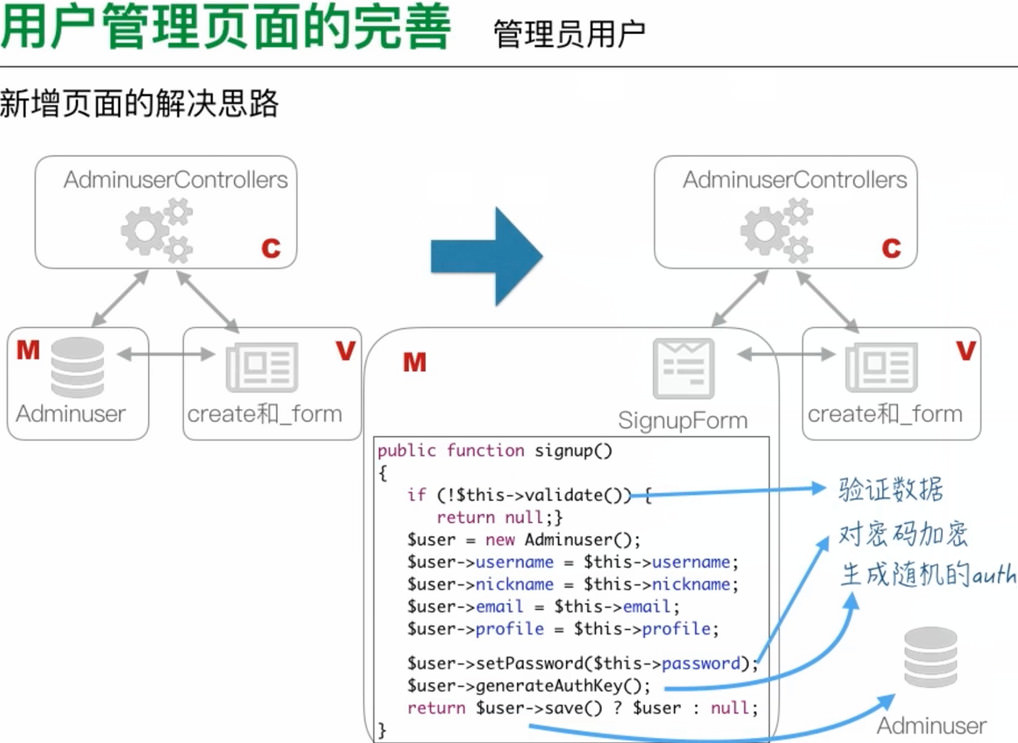 用户管理页面的完善 管理员用户
新增页面的解决思路
AdminuserControllers
C
M
Adminuser
V
create和_form
AdminuserControllers
C
M
SignupForm
V
create和_form
public function signup()
{
if (!$this->validate()) {
return null;}
$user = new Adminuser();
$user->username = $this->username;
$user->nickname = $this->nickname;
$user->email = $this->email;
$user->profile = $this->profile;
$user->setPassword($this->password);
$user->generateAuthKey();
return $user->save() ? $user : null;
}
验证数据
对密码加密
生成随机的auth
Adminuser